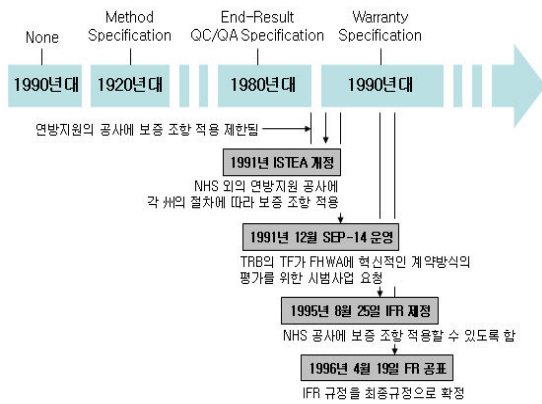 None
Method
Specification
End-Result
QC/QA Specification
Warranty
Specification
1990년대
1920년대
1980년대
1990년대
연방지원의 공사에 보증 조항 적용 제한됨
1991년 ISTEA 개정
NHS 외의 연방지원 공사에
각 州의 절차에 따라 보증 조항 적용
1991년 12월 SEP-14 운영
TRB의 TF가 FHWA에 혁신적인 계약방식의
평가를 위한 시범사업 요청
1995년 8월 25일 IFR 제정
NHS 공사에 보증 조항 적용할 수 있도록 함
1996년 4월 19일 FR 공표
IFR 규정을 최종규정으로 확정